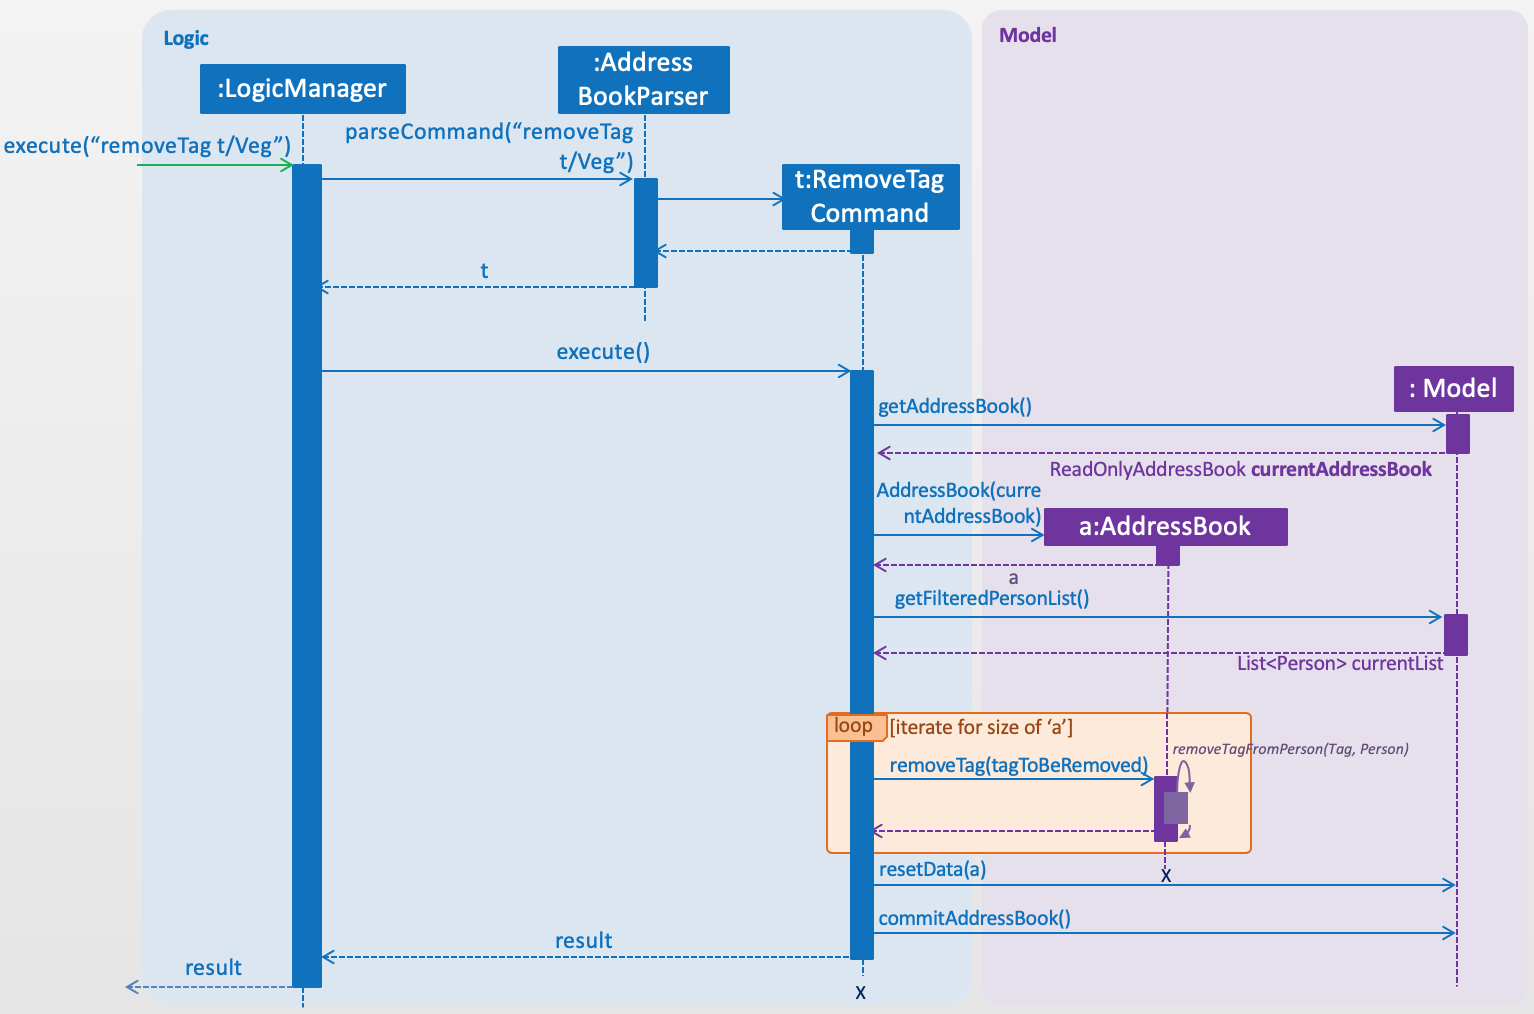 Logic
Model
:LogicManager
:Address
BookParser
execute(“removeTag t/Veg”)
parseCommand(“removeTag
t/Veg”)
t:RemoveTag
Command
t
execute()
: Model
getAddressBook()
ReadOnlyAddressBook currentAddressBook
AddressBook(curre
ntAddressBook)
a:AddressBook
a
getFilteredPersonList()
List<Person> currentList
loop
[iterate for size of ‘a’]
removeTagFromPerson(Tag, Person)
removeTag(tagToBeRemoved)
resetData(a)
X
commitAddressBook()
result
result
X